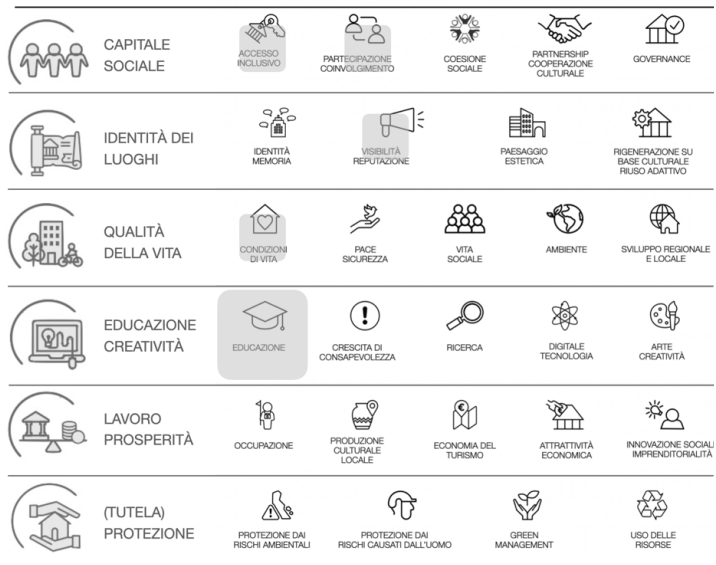 CAPITALE
SOCIALE
ACCESSO
INCLUSIVO
PARTECIPAZIONE
COINVOLGIMENTO
COESIONE
SOCIALE
PARTNERSHIP
COOPERAZIONE
CULTURALE
GOVERNANCE
IDENTITÀ DEI
LUOGHI
IDENTITÀ
MEMORIA
VISIBILITÀ
REPUTAZIONE
PAESAGGIO
ESTETICA
RIGENERAZIONE SU
BASE CULTURALE
RIUSO ADATTIVO
QUALITÀ
DELLA VITA
CONDIZIONI
DI VITA
PACE
SICUREZZA
VITA
SOCIALE
AMBIENTE
SVILUPPO REGIONALE
E LOCALE
EDUCAZIONE
CREATIVITÀ
EDUCAZIONE
CRESCITA DI
CONSAPEVOLEZZA
RICERCA
DIGITALE
TECNOLOGIA
ARTE
CREATIVITÀ
LAVORO
PROSPERITÀ
OCCUPAZIONE
PRODUZIONE
CULTURALE
LOCALE
ECONOMIA DEL
TURISMO
ATTRATTIVITÀ
ECONOMICA
INNOVAZIONE SOCIALI
IMPRENDITORIALITÀ
(TUTELA)
PROTEZIONE
PROTEZIONE DAI
RISCHI AMBIENTALI
PROTEZIONE DAI
RISCHI CAUSATI DALL'UOMO
GREEN
MANAGEMENT
USO DELLE
RISORSE